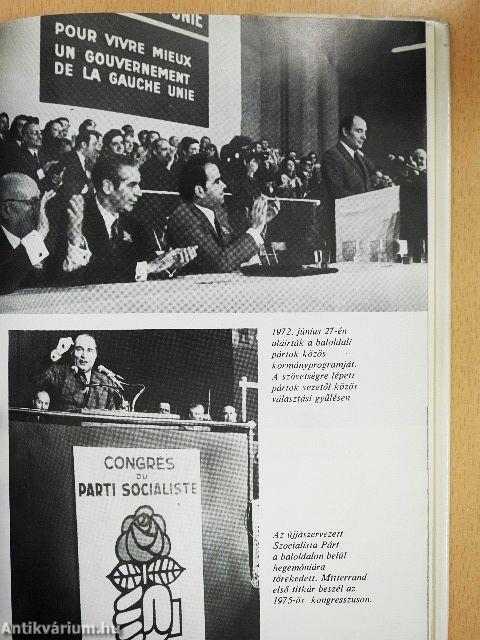 UNIE
POUR VIVRE MIEUX
UN GOUVERNEMENT
DE LA GAUCHE UNIE
1972. június 27-én
aláírták a baloldali
pártok közös
kormányprogramját.
A szövetségre lépett
pártok vezetői közös
választási gyűlésen
CONGRÈS
DU
PARTI SOCIALISTE
Az újjászervezett
Szocialista Párt
a baloldalon belül
hegemóniára
törekedett. Mitterrand
első titkár beszél az
1975-ös kongresszuson.
Antikvárium.hu